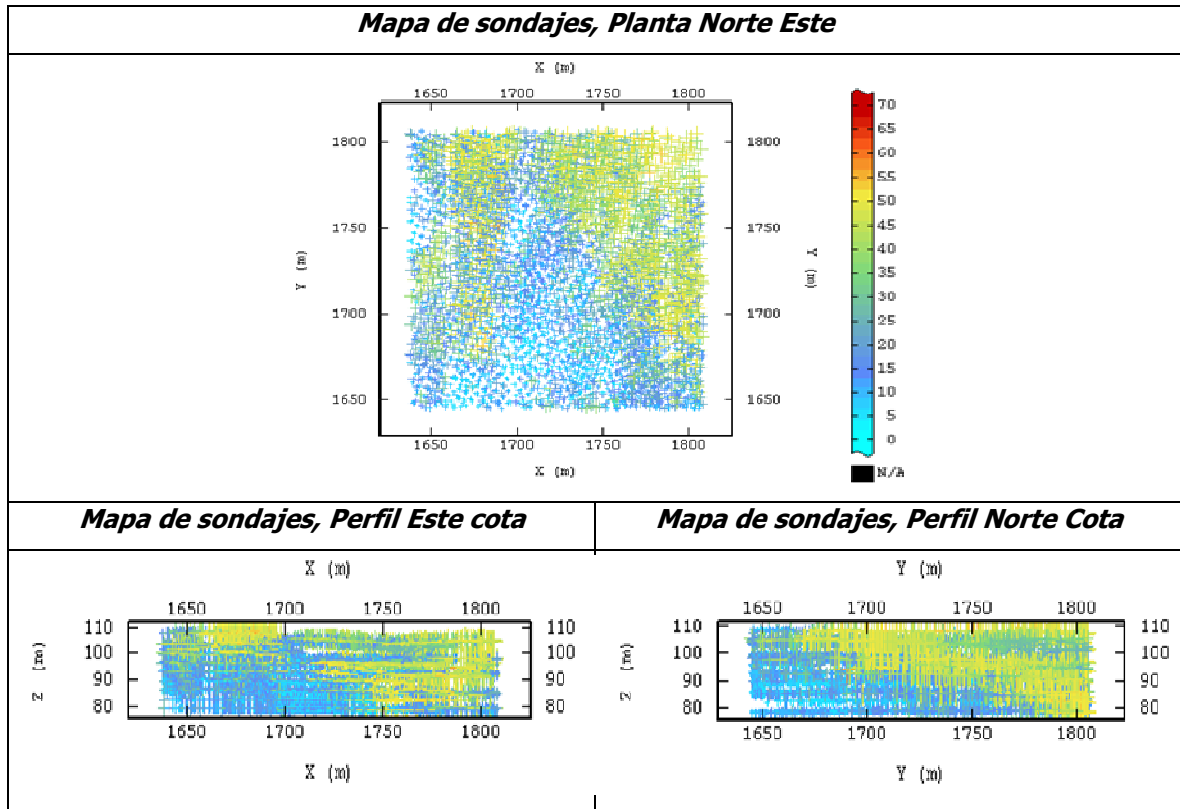 Mapa de sondajes, Planta Norte Este
X (m)
1650 1700 1750 1800
1800 1800
1750 1750
Y (m) Y (m)
1700 1700
1650 1650
1650 1700 1750 1800
X (m)
70
65
60
55
50
45
40
35
30
25
20
15
10
5
0
N/A
Mapa de sondajes, Perfil Este cota
X (m)
1650 1700 1750 1800
110 110
100 100
Z (m) Z (m)
90 90
80 80
1650 1700 1750 1800
X (m)
Mapa de sondajes, Perfil Norte Cota
Y (m)
1650 1700 1750 1800
110 110
100 100
Z (m) Z (m)
90 90
80 80
1650 1700 1750 1800
Y (m)